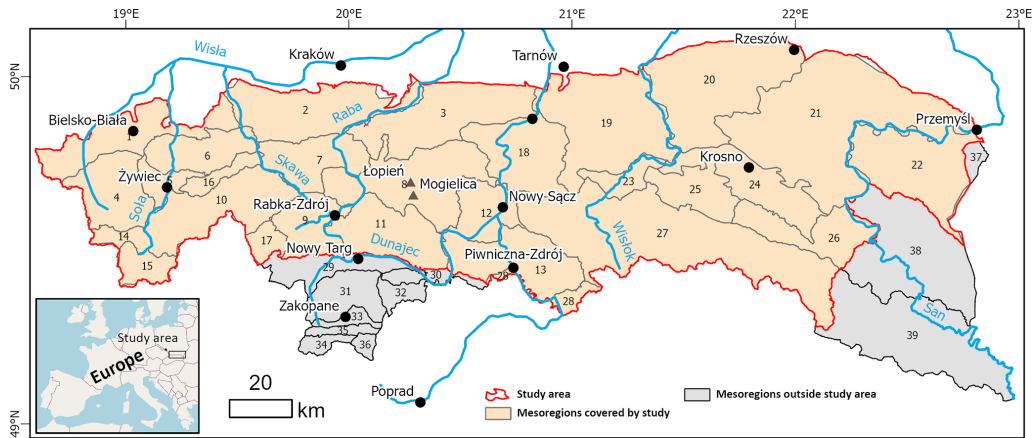 19°E
20°E
21°E
22°E
23°E
50°N
49°N
Wisła
Kraków
Tarnów
Rzeszów
Bielsko-Biała
1
2
Raba
3
19
20
21
Przemyśl
Żywiec
5
6
7
Skawa
Łopień
8
Mogielica
18
Krosno
22
37
4
16
10
Soła
Rabka-Zdrój
9
11
12
Nowy-Sącz
23
25
24
14
15
17
Nowy Targ
Dunajec
Piwniczna-Zdrój
13
Wisłok
27
26
38
29
30
28
28
31
32
Zakopane
33
35
34
36
San
39
Study area
Europe
Poprad
20
km
Study area
Mesoregions covered by study
Mesoregions outside study area